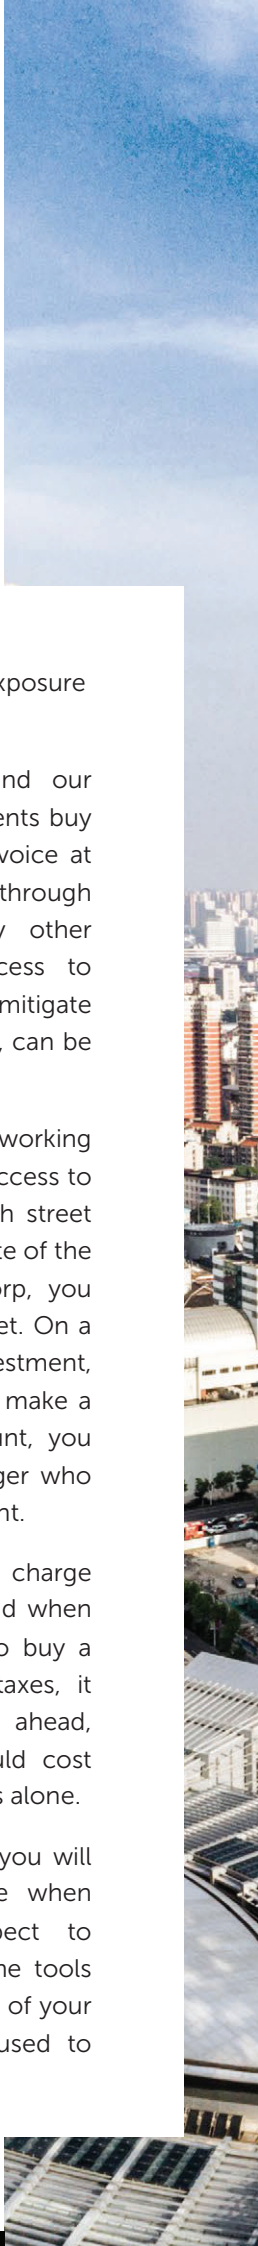 xposure
nd our
ents buy
voice at
through
y other
cess to
mitigate
, can be
working
ccess to
h street
te of the
orp, you
et. On a
estment,
make a
unt, you
ger who
nt.
charge
d when
o buy a
taxes, it
ahead,
uld cost
s alone.
you will
e when
pect to
he tools
of your
used to